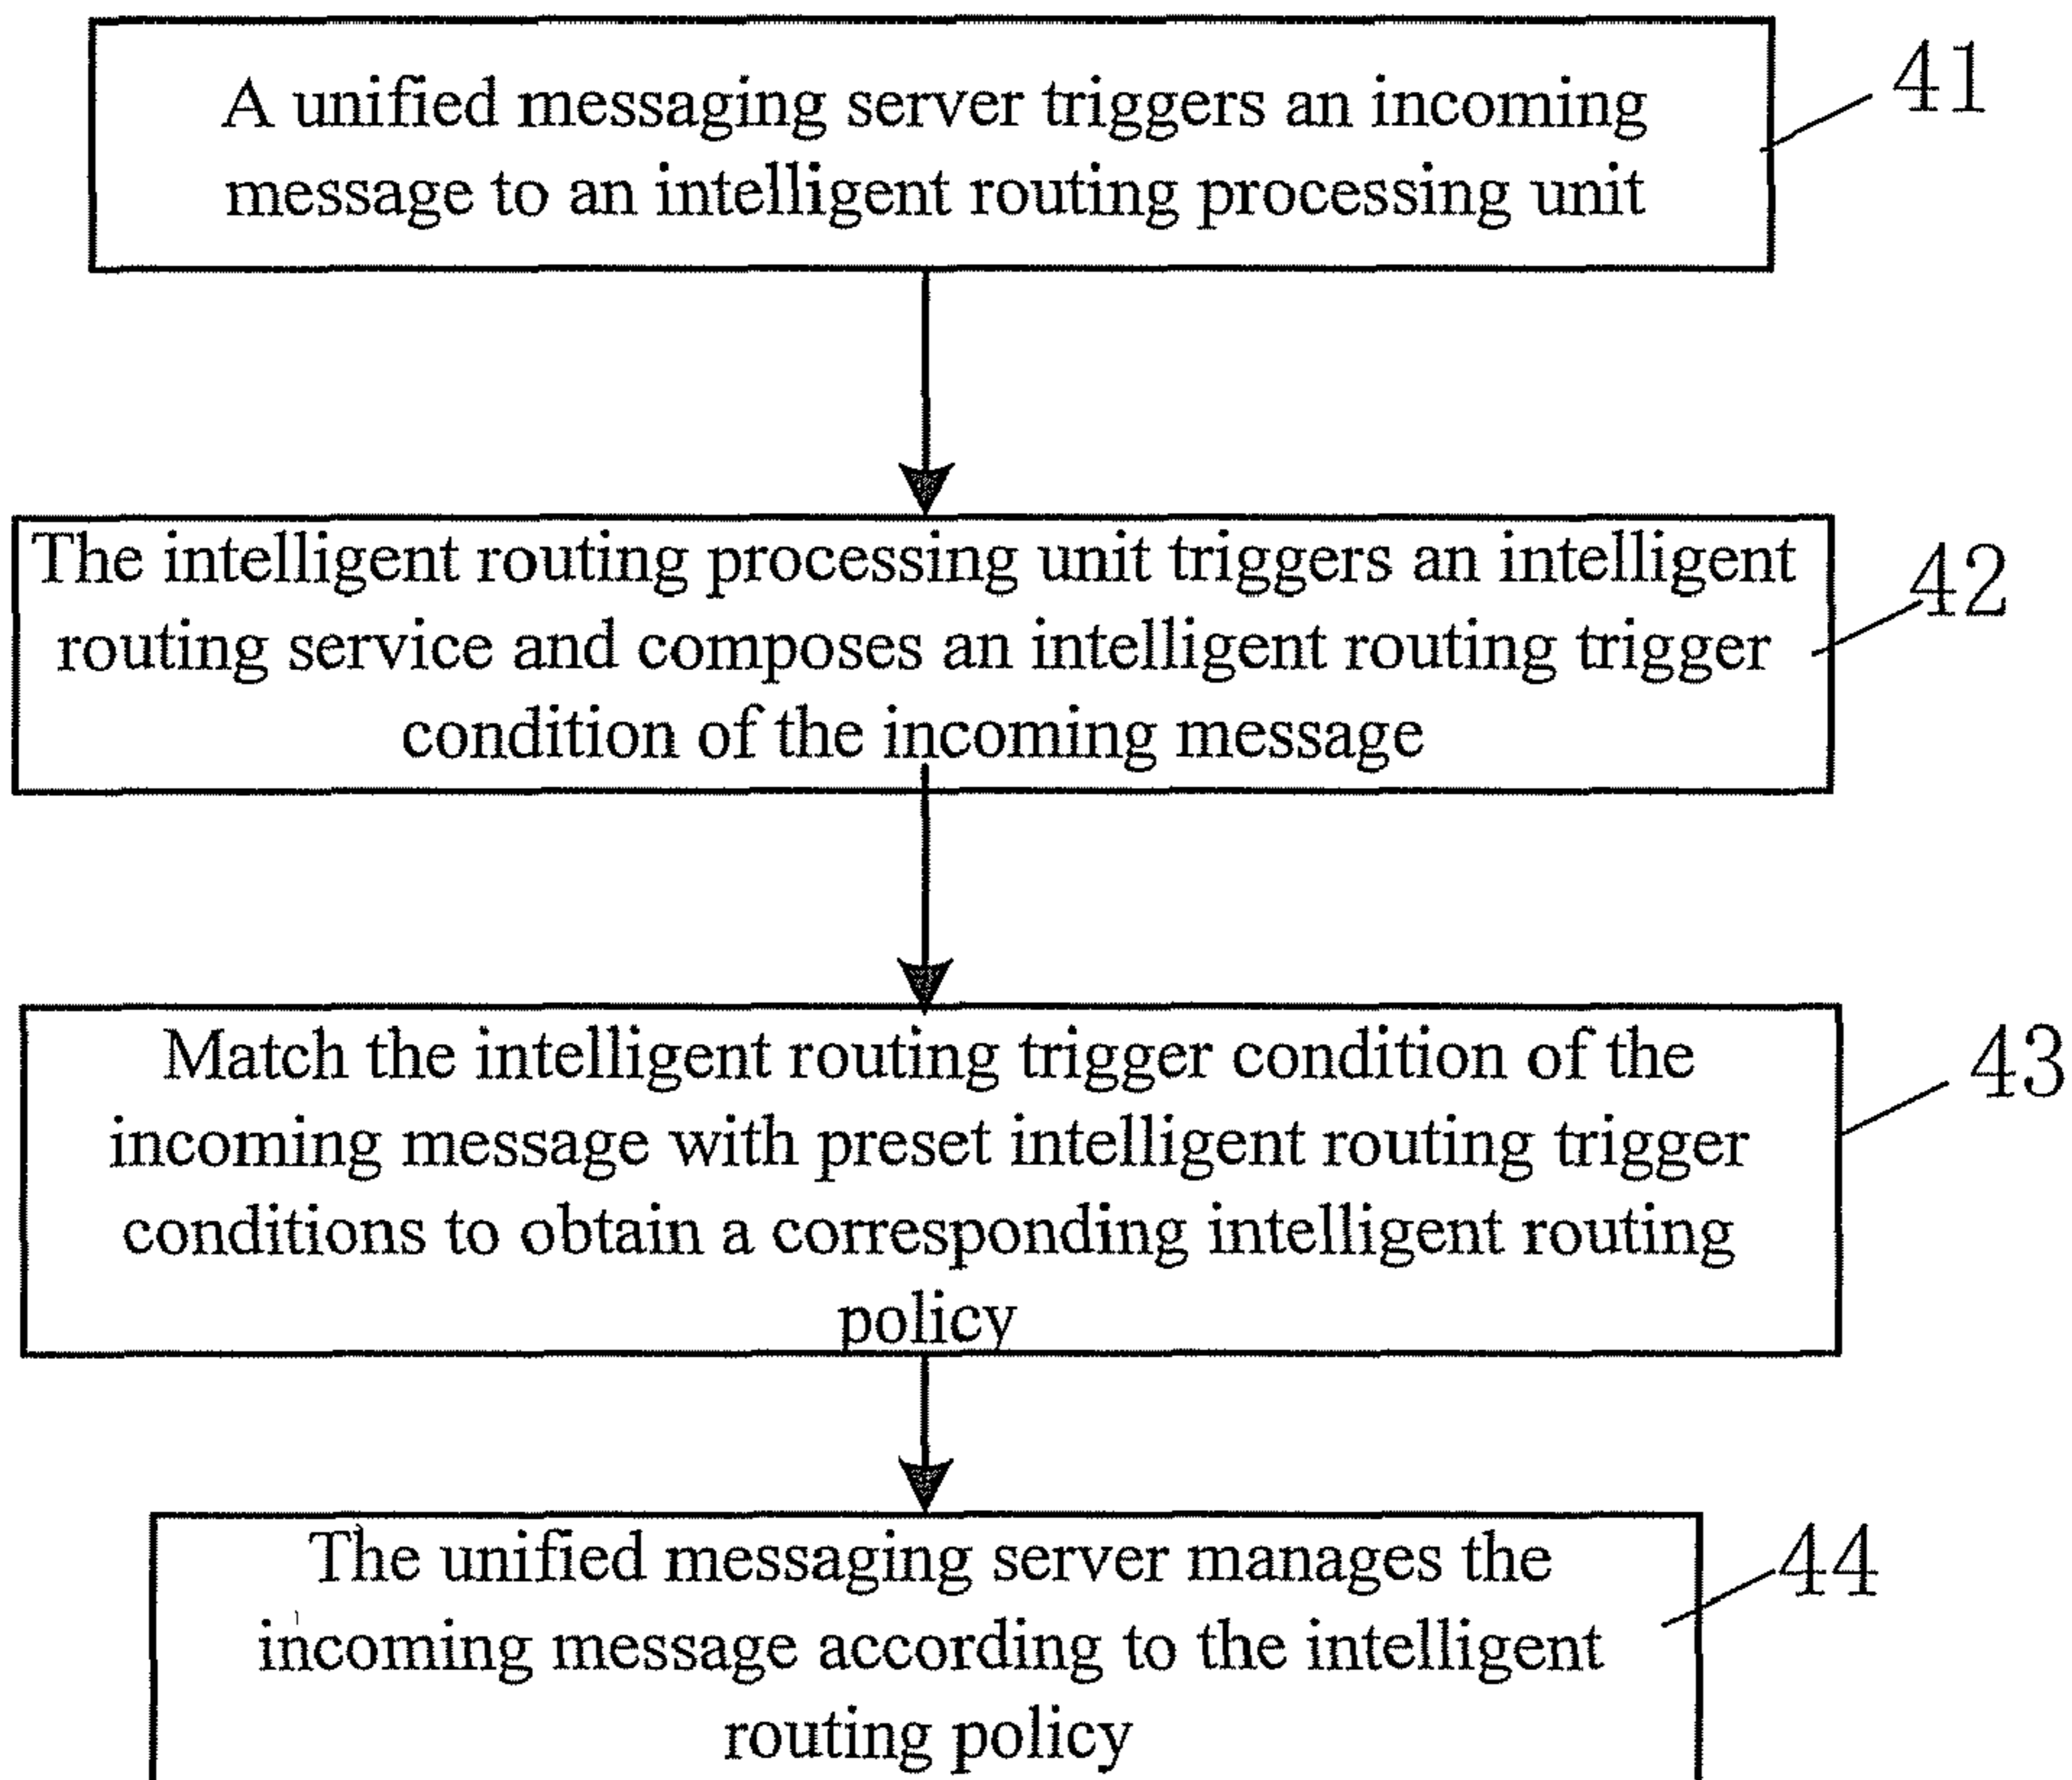 A unified messaging server triggers an incoming
message to an intelligent routing processing unit
41
The intelligent routing processing unit triggers an intelligent
routing service and composes an intelligent routing trigger
condition of the incoming message
42
Match the intelligent routing trigger condition of the
incoming message with preset intelligent routing trigger
conditions to obtain a corresponding intelligent routing
policy
43
The unified messaging server manages the
incoming message according to the intelligent
routing policy
44